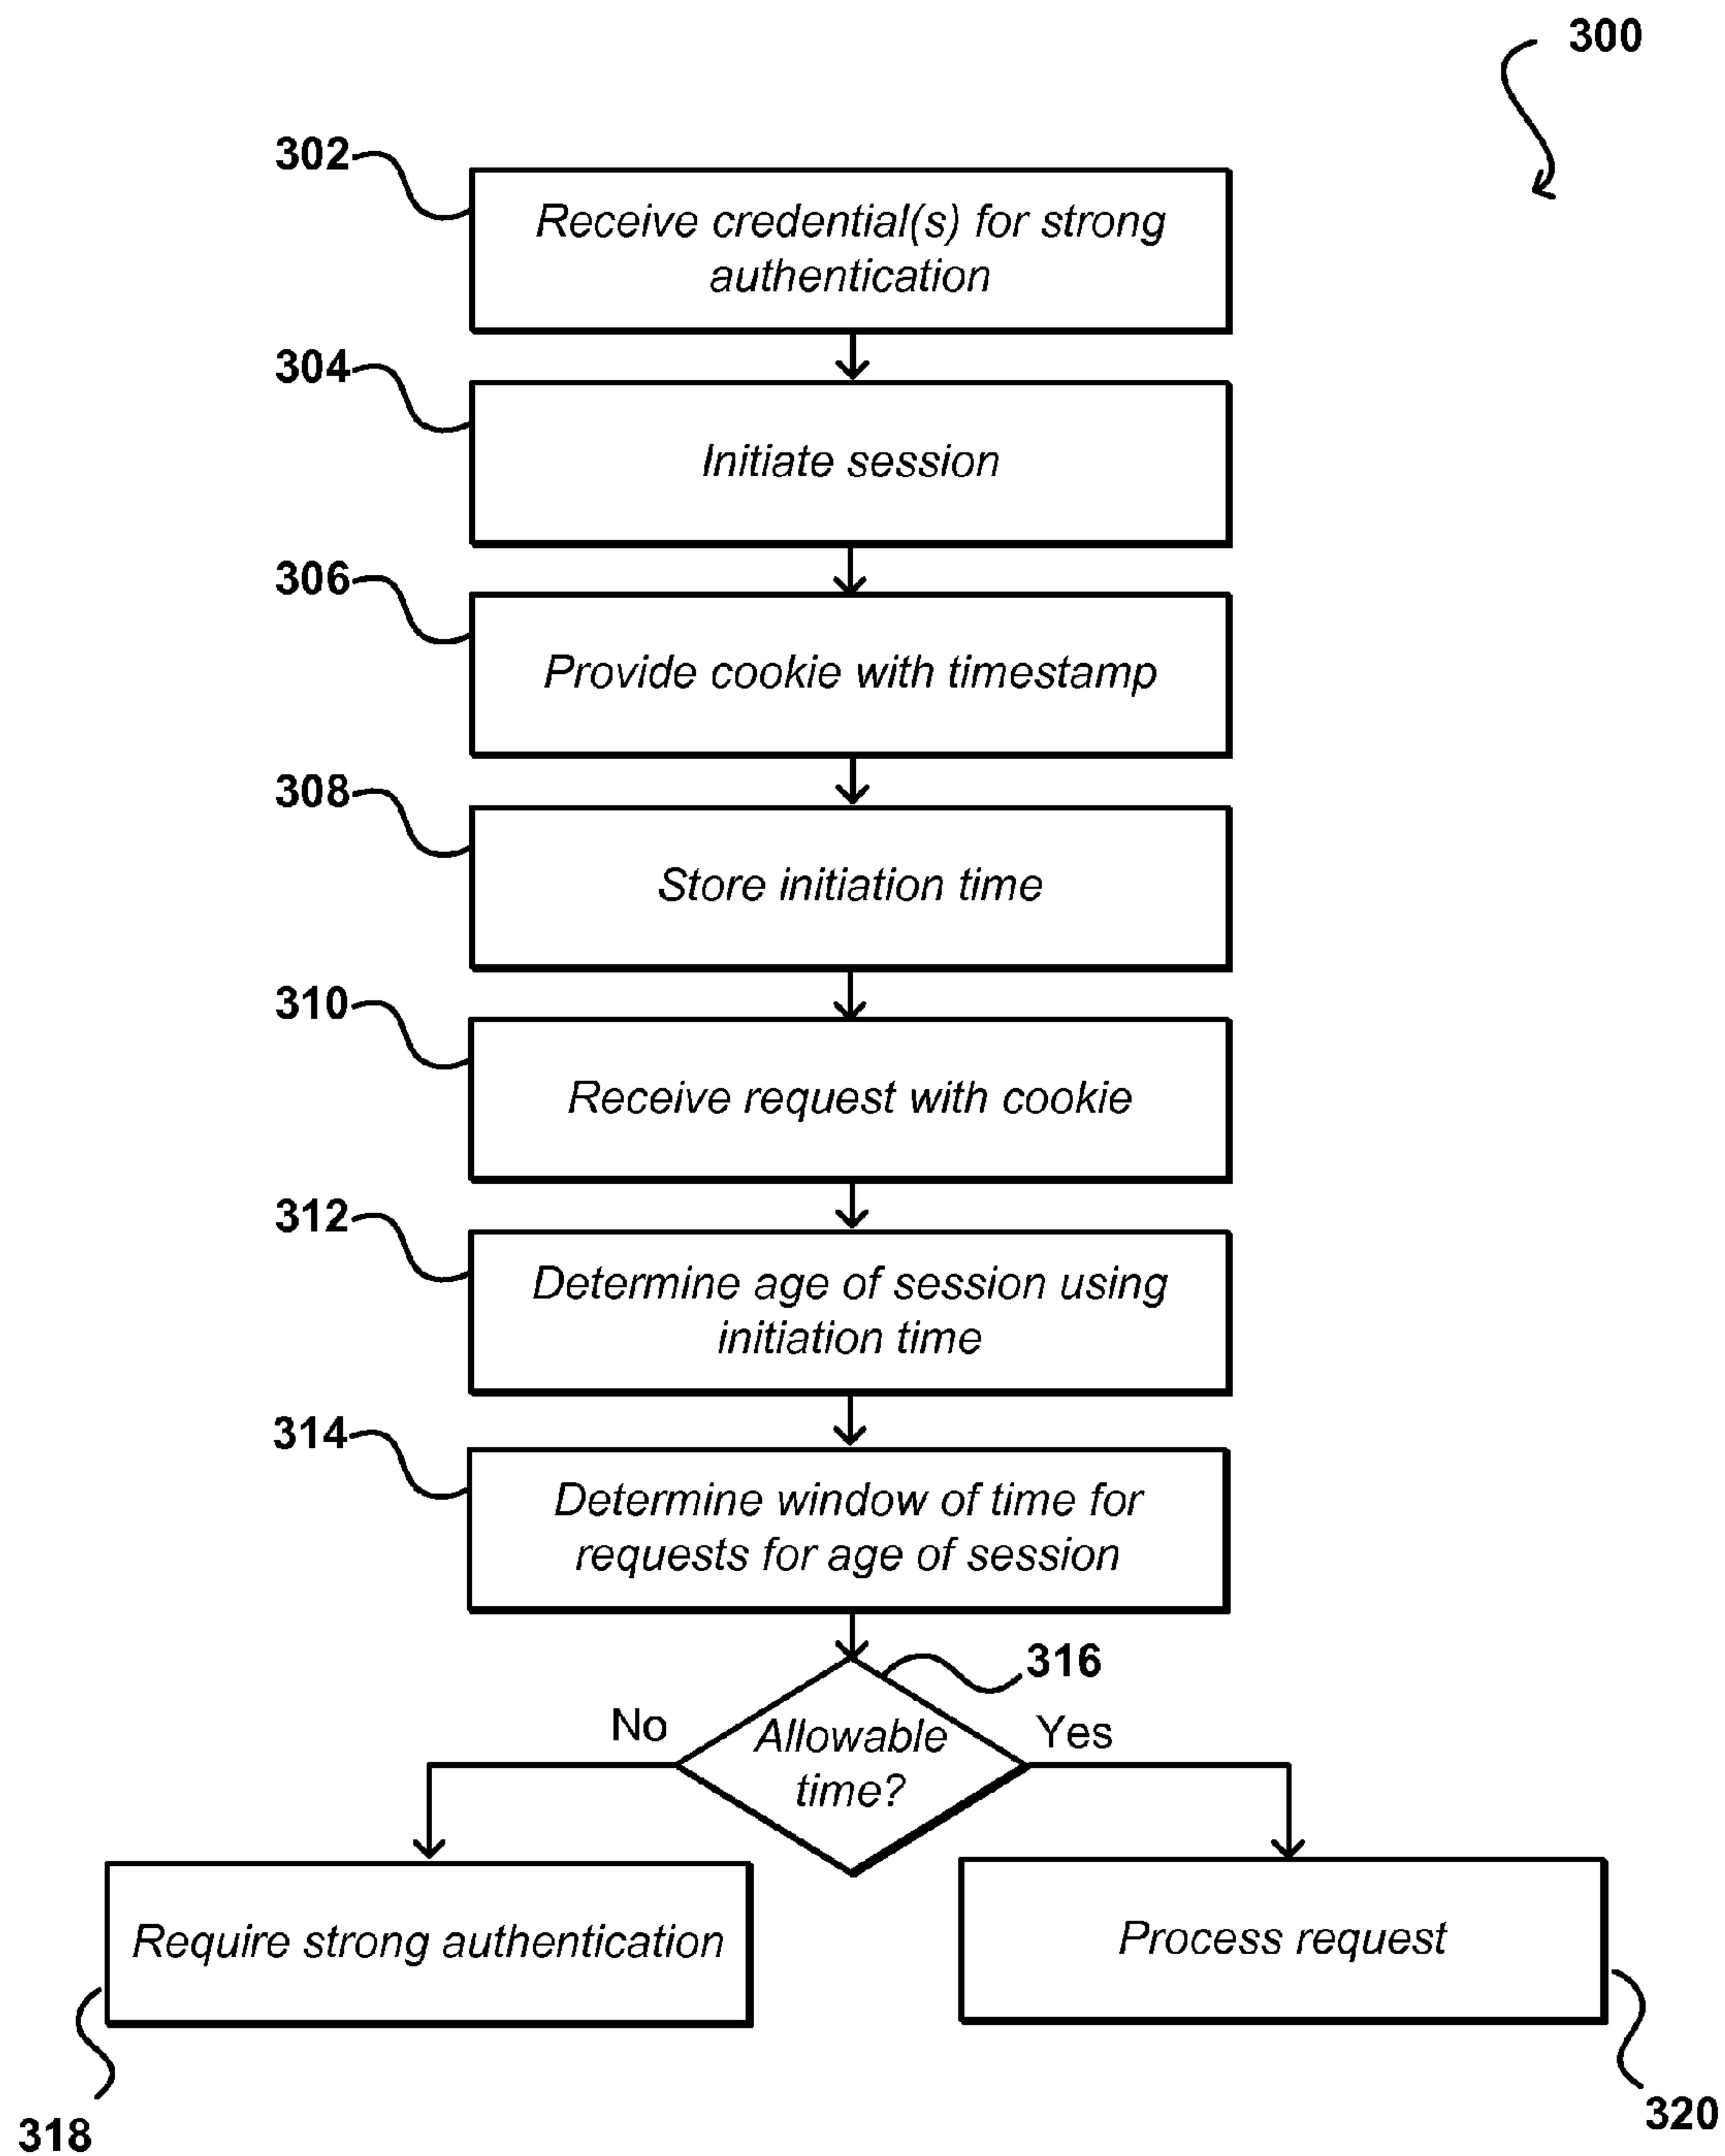 300
302
Receive credential(s) for strong
authentication
304
Initiate session
306
Provide cookie with timestamp
308
Store initiation time
310
Receive request with cookie
312
Determine age of session using
initiation time
314
Determine window of time for
requests for age of session
316
No
Allowable
time?
Yes
Require strong authentication
Process request
318
320